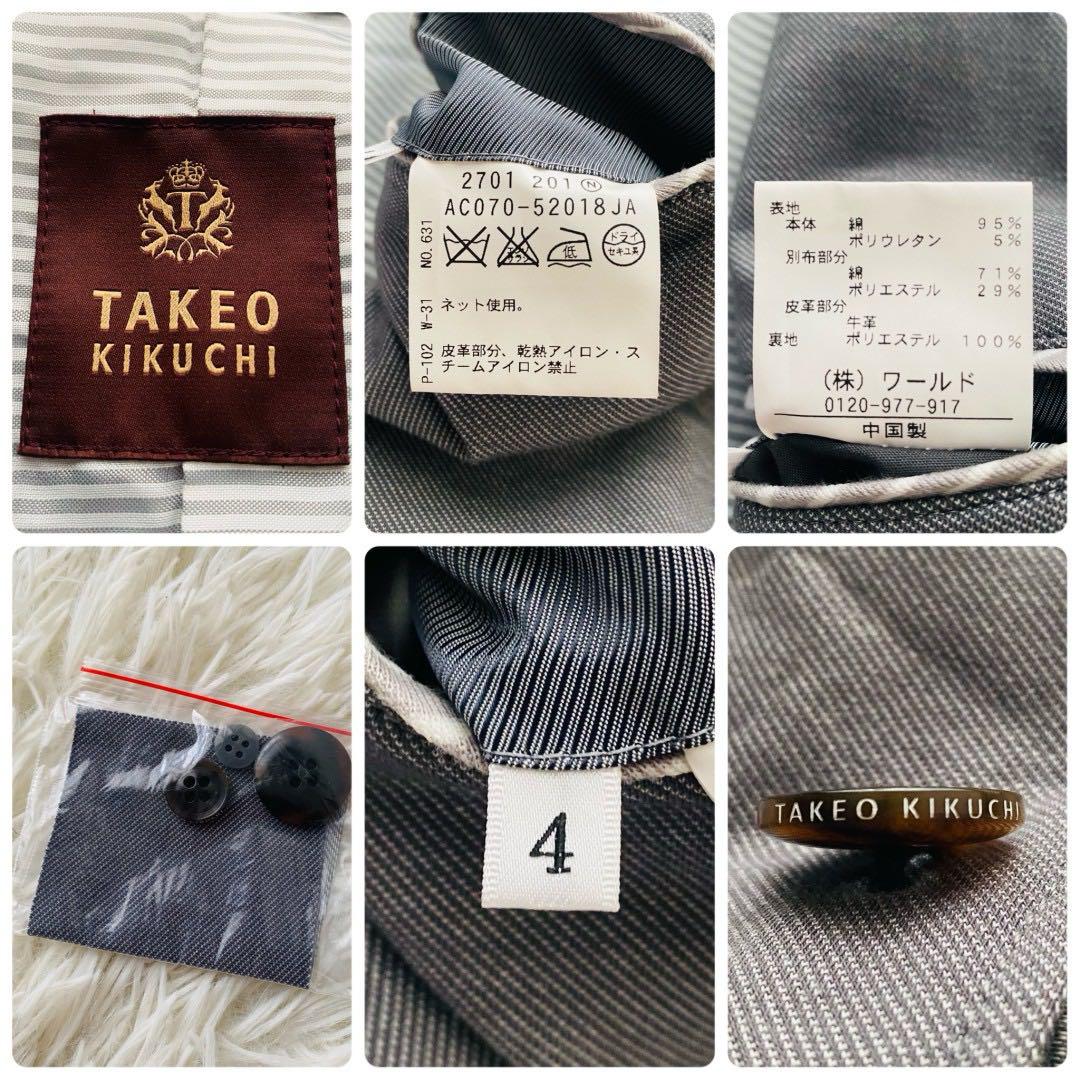 T
TAKEO
KIKUCHI
2701 201 Ⓝ
AC070-52018JA
NO.631
低
ドライ
セキユ系
P-102 W-31
ネット使用。
皮革部分、乾熱アイロン・ス
チームアイロン禁止
表地
本体 綿 95%
ポリウレタン 5%
別布部分
綿 71%
ポリエステル 29%
皮革部分
牛革
裏地 ポリエステル 100%
(株)ワールド
0120-977-917
中国製
4
TAKEO KIKUCHI